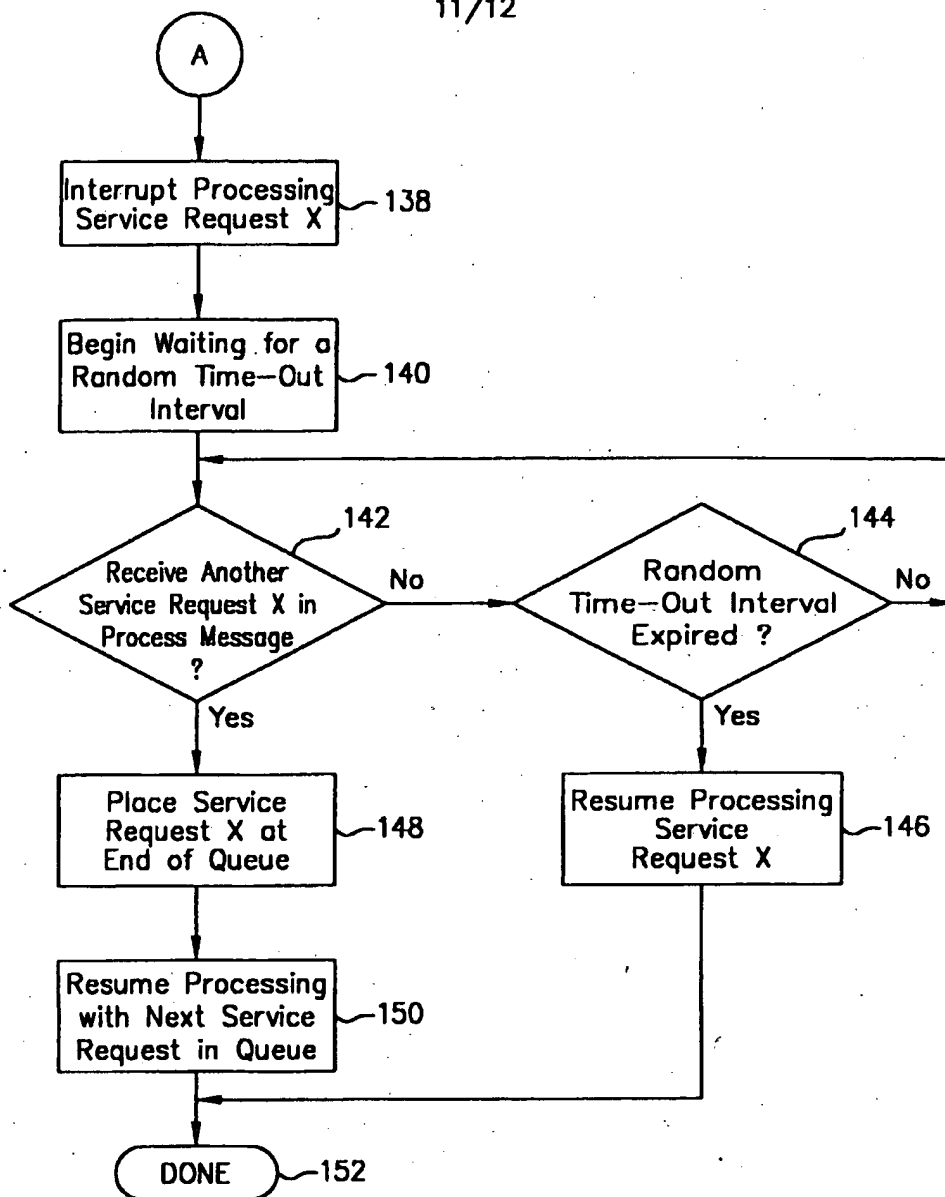 11/12
A
Interrupt Processing
Service Request X
138
Begin Waiting for a
Random Time-Out
Interval
140
142
Receive Another
Service Request X in
Process Message
?
No
144
Random
Time-Out Interval
Expired ?
No
Yes
Yes
Place Service
Request X at
End of Queue
148
Resume Processing
Service
Request X
146
Resume Processing
with Next Service
Request in Queue
150
DONE
152